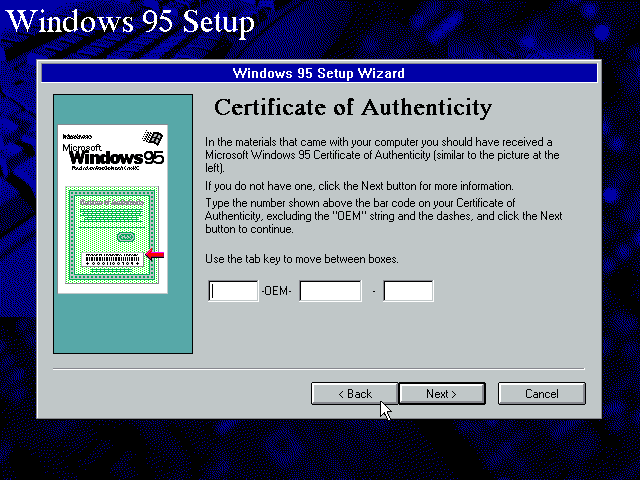 Windows 95 Setup
Windows 95 Setup Wizard
Certificate of Authenticity
Microsoft
Windows 95
In the materials that came with your computer you should have received a
Microsoft Windows 95 Certificate of Authenticity (similar to the picture at the
left).
If you do not have one, click the Next button for more information.
Type the number shown above the bar code on your Certificate of
Authenticity, excluding the "OEM" string and the dashes, and click the Next
button to continue.
Use the tab key to move between boxes.
-OEM- -
< Back Next > Cancel